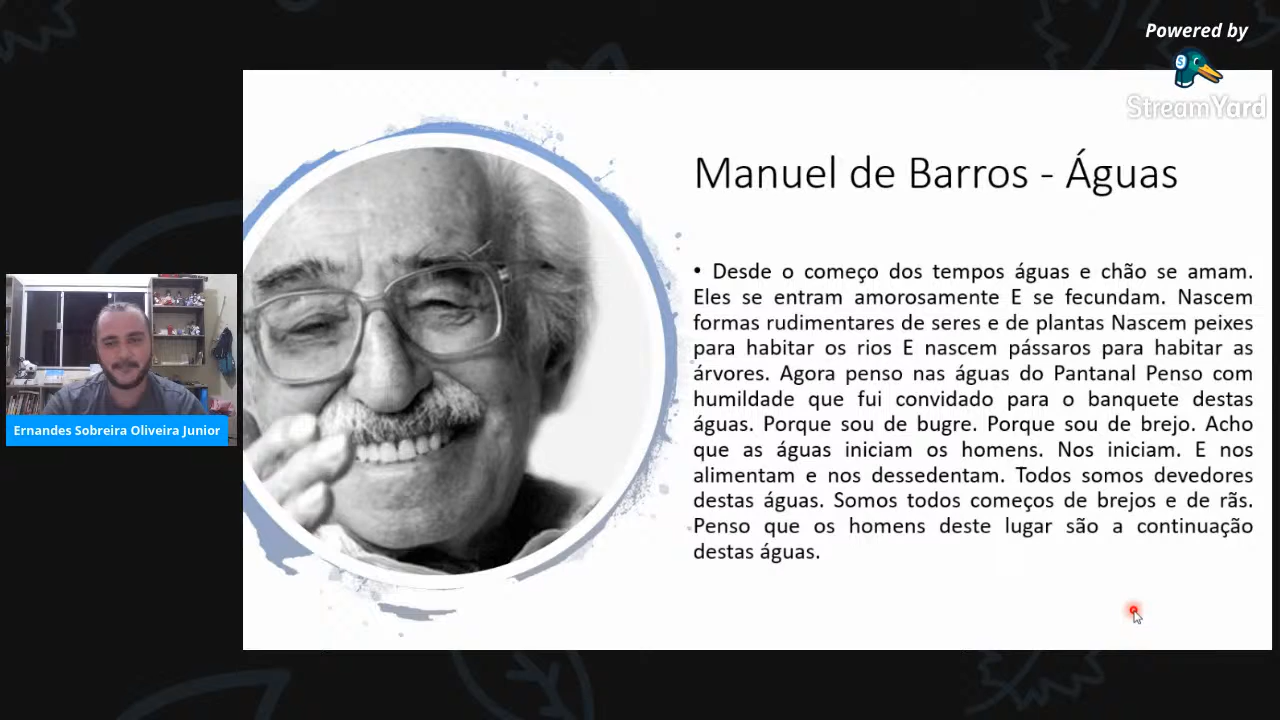 Powered by
StreamYard
Manuel de Barros - Águas
• Desde o começo dos tempos águas e chão se amam.
Eles se entram amorosamente E se fecundam. Nascem
formas rudimentares de seres e de plantas Nascem peixes
para habitar os rios E nascem pássaros para habitar as
árvores. Agora penso nas águas do Pantanal Penso com
humildade que fui convidado para o banquete destas
águas. Porque sou de bugre. Porque sou de brejo. Acho
que as águas iniciam os homens. Nos iniciam. E nos
alimentam e nos dessedentam. Todos somos devedores
destas águas. Somos todos começos de brejos e de rãs.
Penso que os homens deste lugar são a continuação
destas águas.
Ernandes Sobreira Oliveira Junior